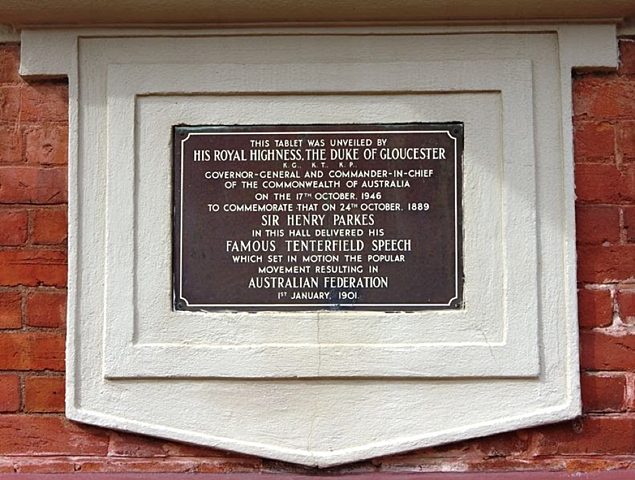 THIS TABLET WAS UNVEILED BY
HIS ROYAL HIGHNESS, THE DUKE OF GLOUCESTER
K.G., K.T. K.P.
GOVERNOR-GENERAL AND COMMANDER-IN-CHIEF
OF THE COMMONWEALTH OF AUSTRALIA
ON THE 17TH OCTOBER, 1946
TO COMMEMORATE THAT ON 24TH OCTOBER, 1889
SIR HENRY PARKES
IN THIS HALL DELIVERED HIS
FAMOUS TENTERFIELD SPEECH
WHICH SET IN MOTION THE POPULAR
MOVEMENT RESULTING IN
AUSTRALIAN FEDERATION
1ST JANUARY, 1901.